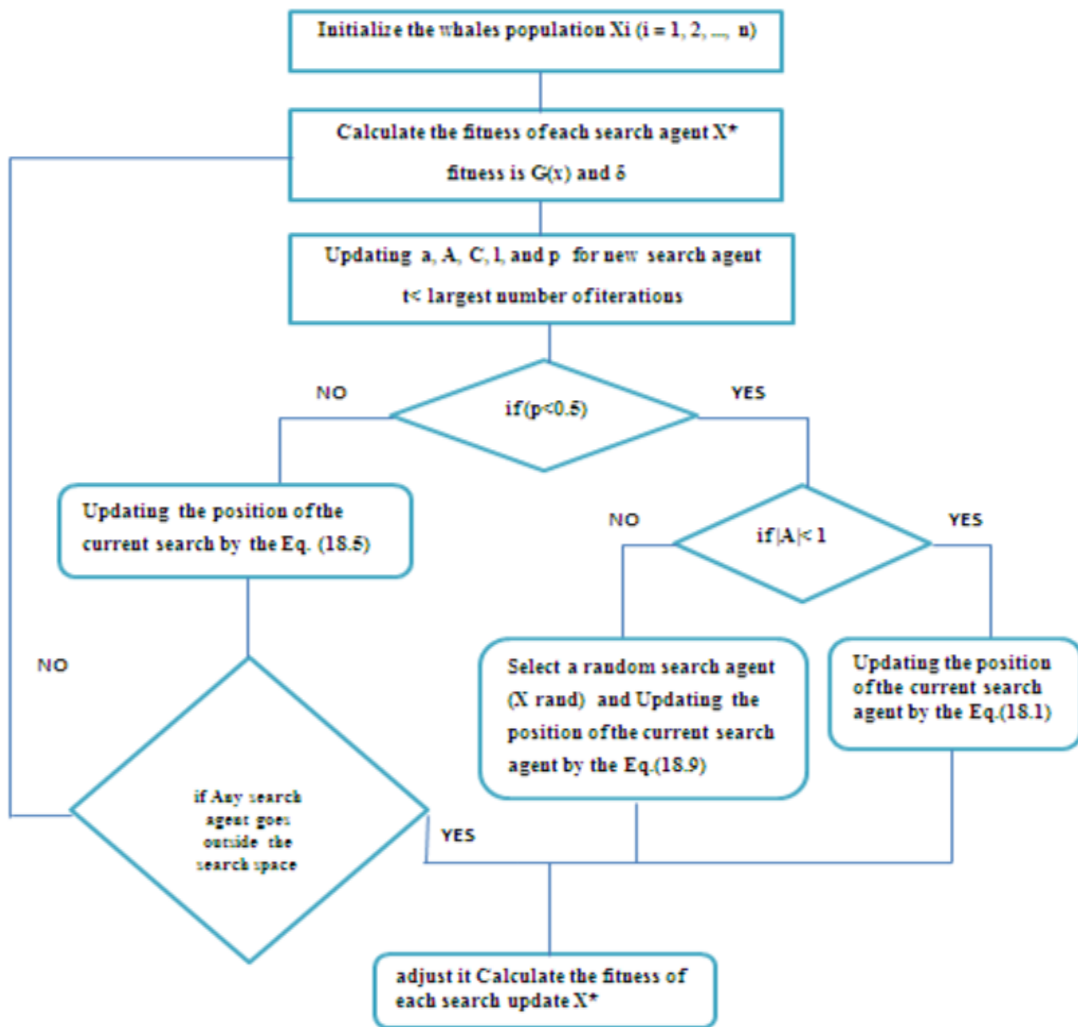 Initialize the whales population Xi (i = 1, 2, ..., n)
Calculate the fitness of each search agent X*
fitness is G(x) and δ
Updating a, A, C, l, and p for new search agent
t< largest number of iterations
NO
YES
if (p<0.5)
Updating the position of the
current search by the Eq. (18.5)
NO
YES
if |A|< 1
NO
Select a random search agent
(X rand) and Updating the
position of the current search
agent by the Eq.(18.9)
Updating the position
of the current search
agent by the Eq.(18.1)
if Any search
agent goes
outside the
search space
YES
adjust it Calculate the fitness of
each search update X*